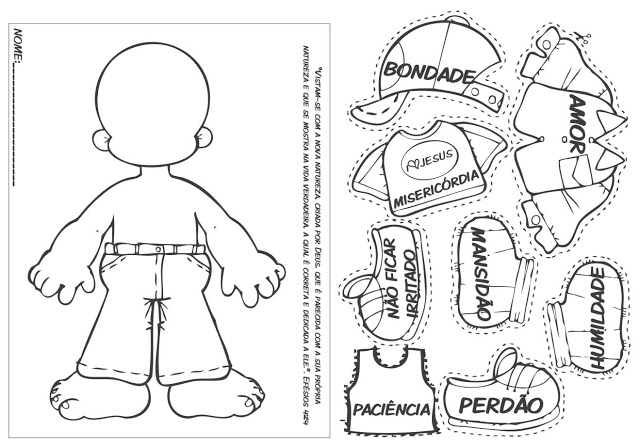 NOME:
"VISTAM-SE COM A NOVA NATUREZA, CRIADA POR DEUS, QUE É PARECIDA COM A SUA PRÓPRIA
NATUREZA E QUE SE MOSTRA NA VIDA VERDADEIRA, A QUAL É CORRETA E DEDICADA A ELE.". EFÉSIOS 4:24
BONDADE
AMOR
JESUS
MISERICÓRDIA
NÃO FICAR
IRRITADO
MANSIDÃO
HUMILDADE
PACIÊNCIA
PERDÃO